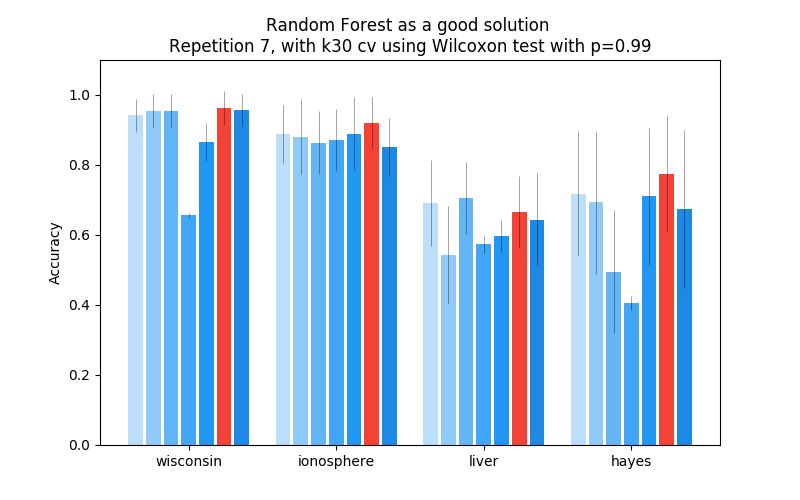 Random Forest as a good solution
Repetition 7, with k30 cv using Wilcoxon test with p=0.99
1.0
0.8
0.6
0.4
0.2
0.0
Accuracy
wisconsin
ionosphere
liver
hayes